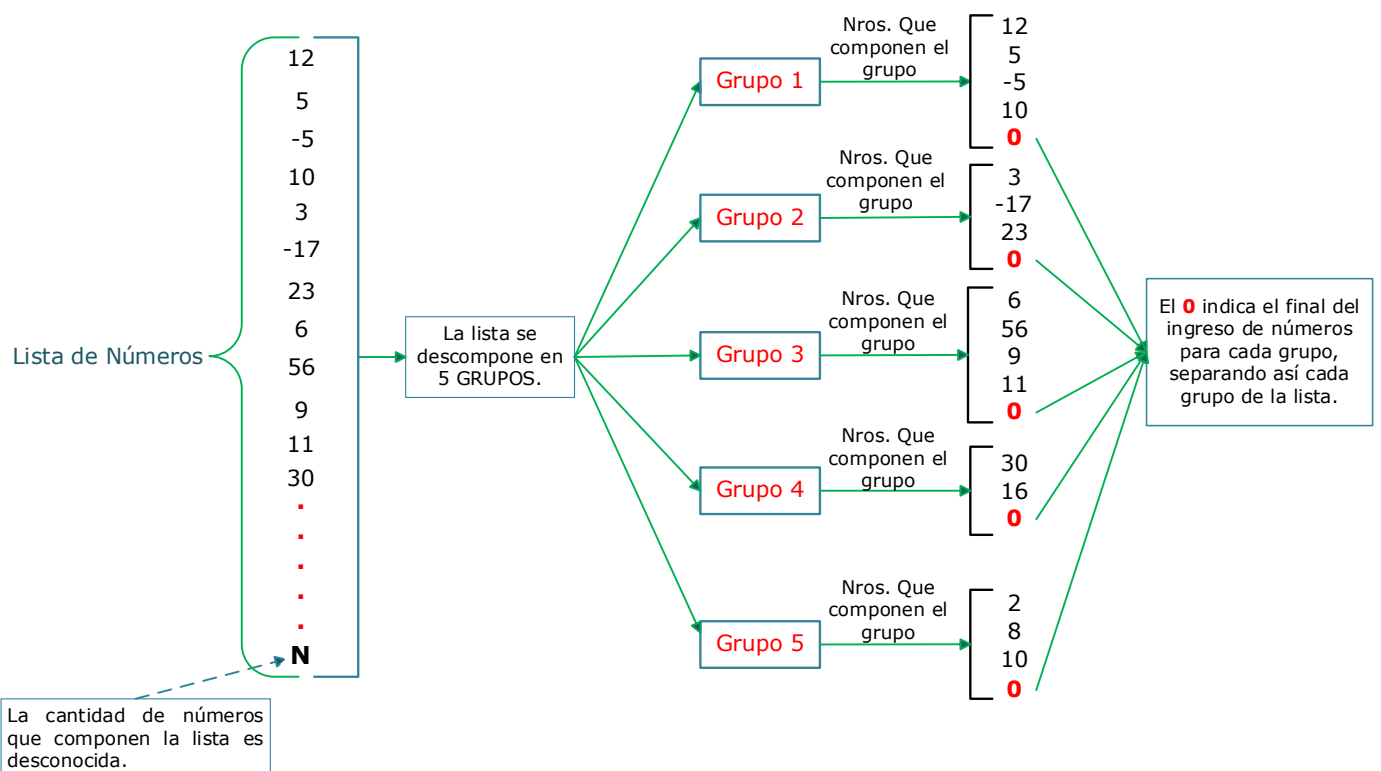 Lista de Números
12
5
-5
10
3
-17
23
6
56
9
11
30
.
.
.
.
.
N
La cantidad de números
que componen la lista es
desconocida.
La lista se
descompone en
5 GRUPOS.
Grupo 1
Nros. Que
componen el
grupo
12
5
-5
10
0
Grupo 2
Nros. Que
componen el
grupo
3
-17
23
0
Grupo 3
Nros. Que
componen el
grupo
6
56
9
11
0
Grupo 4
Nros. Que
componen el
grupo
30
16
0
Grupo 5
Nros. Que
componen el
grupo
2
8
10
0
El 0 indica el final del
ingreso de números
para cada grupo,
separando así cada
grupo de la lista.